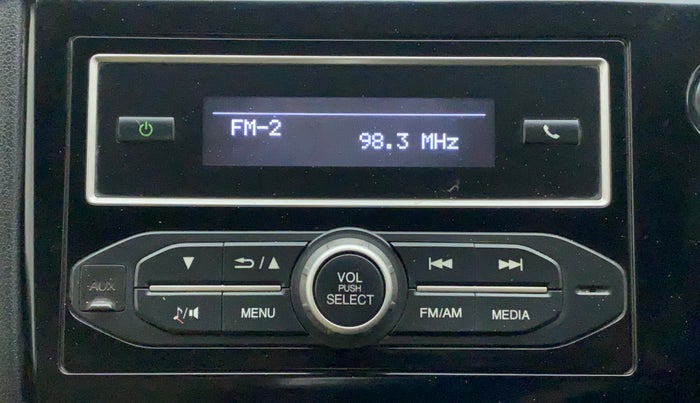 FM-2
98.3 MHz
VOL
PUSH
SELECT
AUX
MENU
FM/AM
MEDIA